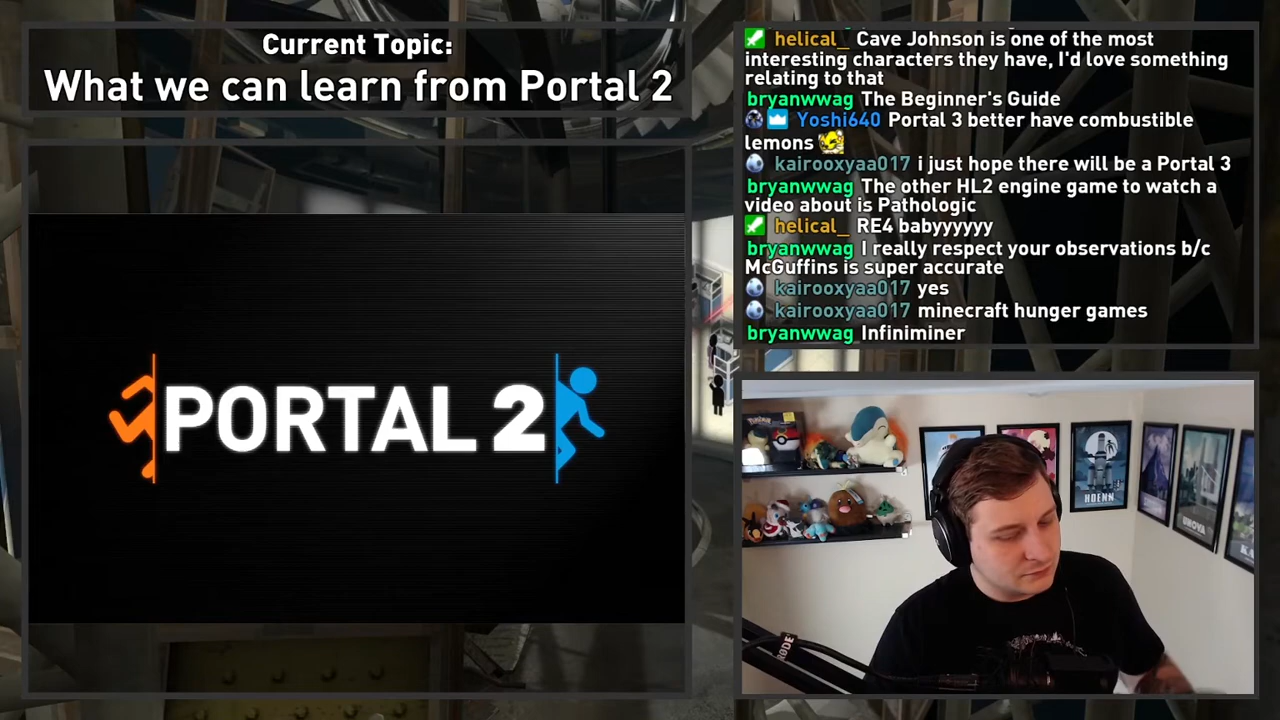 Current Topic:
What we can learn from Portal 2
PORTAL 2
helical_ Cave Johnson is one of the most
interesting characters they have, I'd love something
relating to that
bryanwwag The Beginner's Guide
Yoshi640 Portal 3 better have combustible
lemons
kairooxyaa017 i just hope there will be a Portal 3
bryanwwag The other HL2 engine game to watch a
video about is Pathologic
helical_ RE4 babyyyyyy
bryanwwag I really respect your observations b/c
McGuffins is super accurate
kairooxyaa017 yes
kairooxyaa017 minecraft hunger games
bryanwwag Infiniminer
HOENN
UNOVA
RØDE